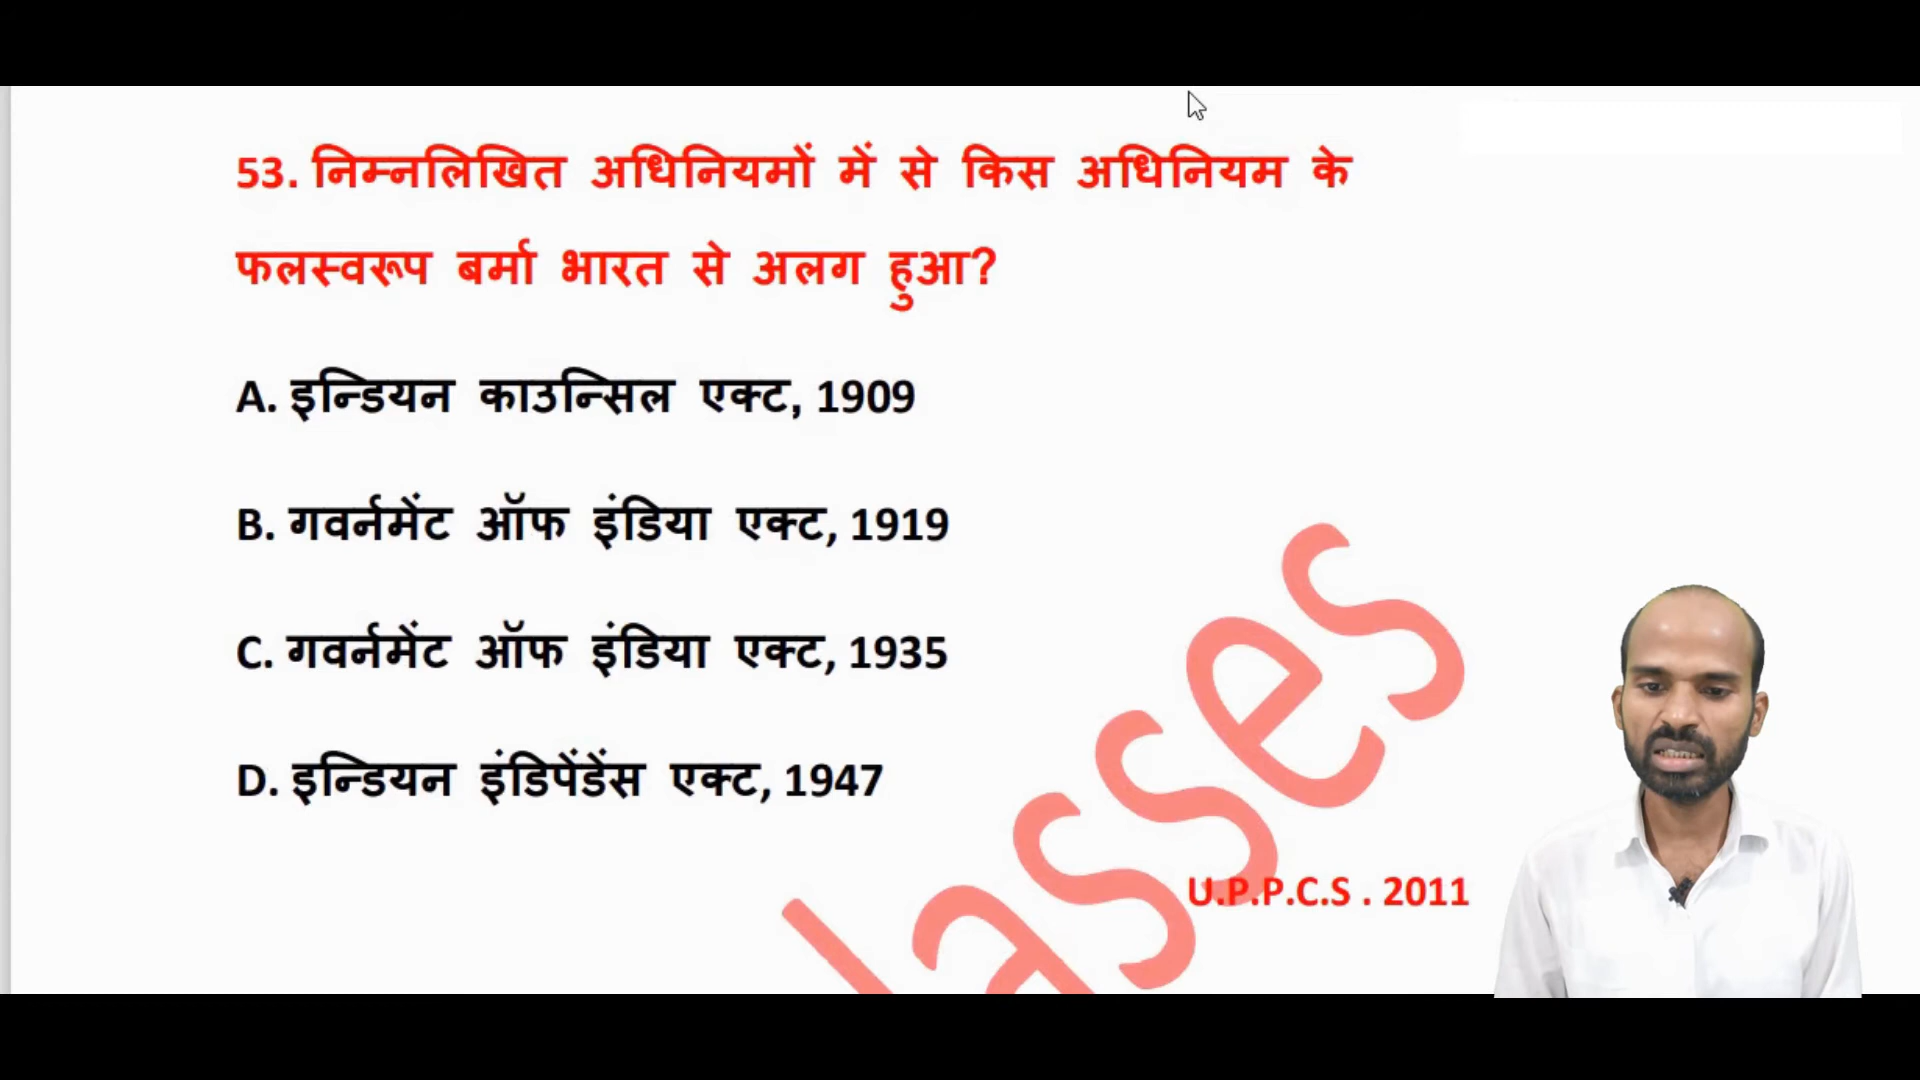 53. निम्नलिखित अधिनियमों में से किस अधिनियम के
फलस्वरूप बर्मा भारत से अलग हुआ?
A. इन्डियन काउन्सिल एक्ट, 1909
B. गवर्नमेंट ऑफ इंडिया एक्ट, 1919
C. गवर्नमेंट ऑफ इंडिया एक्ट, 1935
D. इन्डियन इंडिपेंडेंस एक्ट, 1947
lasses
U.P.P.C.S . 2011